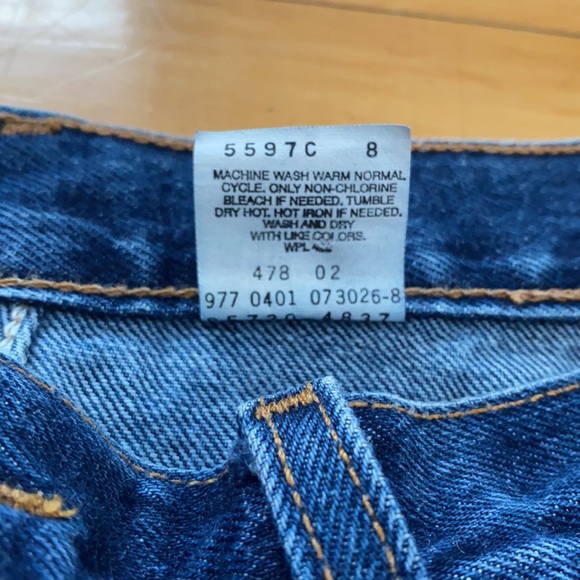 5597C 8
MACHINE WASH WARM NORMAL
CYCLE. ONLY NON-CHLORINE
BLEACH IF NEEDED. TUMBLE
DRY HOT. HOT IRON IF NEEDED.
WASH AND DRY
WITH LIKE COLORS.
WPL
478 02
977 0401 073026-8